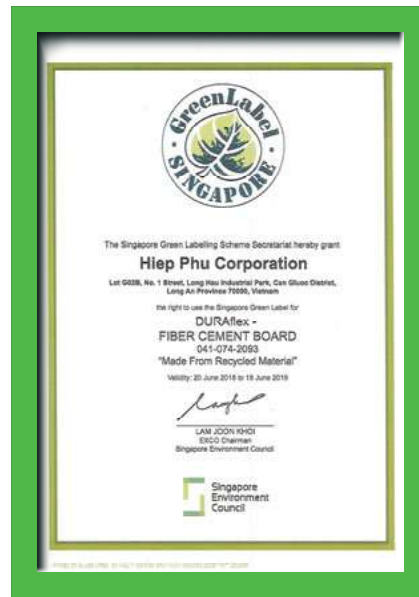 GreenLabel
SINGAPORE
The Singapore Green Labelling Scheme Secretariat hereby grant
Hiep Phu Corporation
Lot G02B, No. 1 Street, Long Hau Industrial Park, Can Giuoc District,
Long An Province 70000, Vietnam
the right to use the Singapore Green Label for
DURAflex -
FIBER CEMENT BOARD
041-074-2093
"Made From Recycled Material"
Validity: 20 June 2018 to 19 June 2019
LAM JOON KHOI
EXCO Chairman
Singapore Environment Council
Singapore
Environment
Council